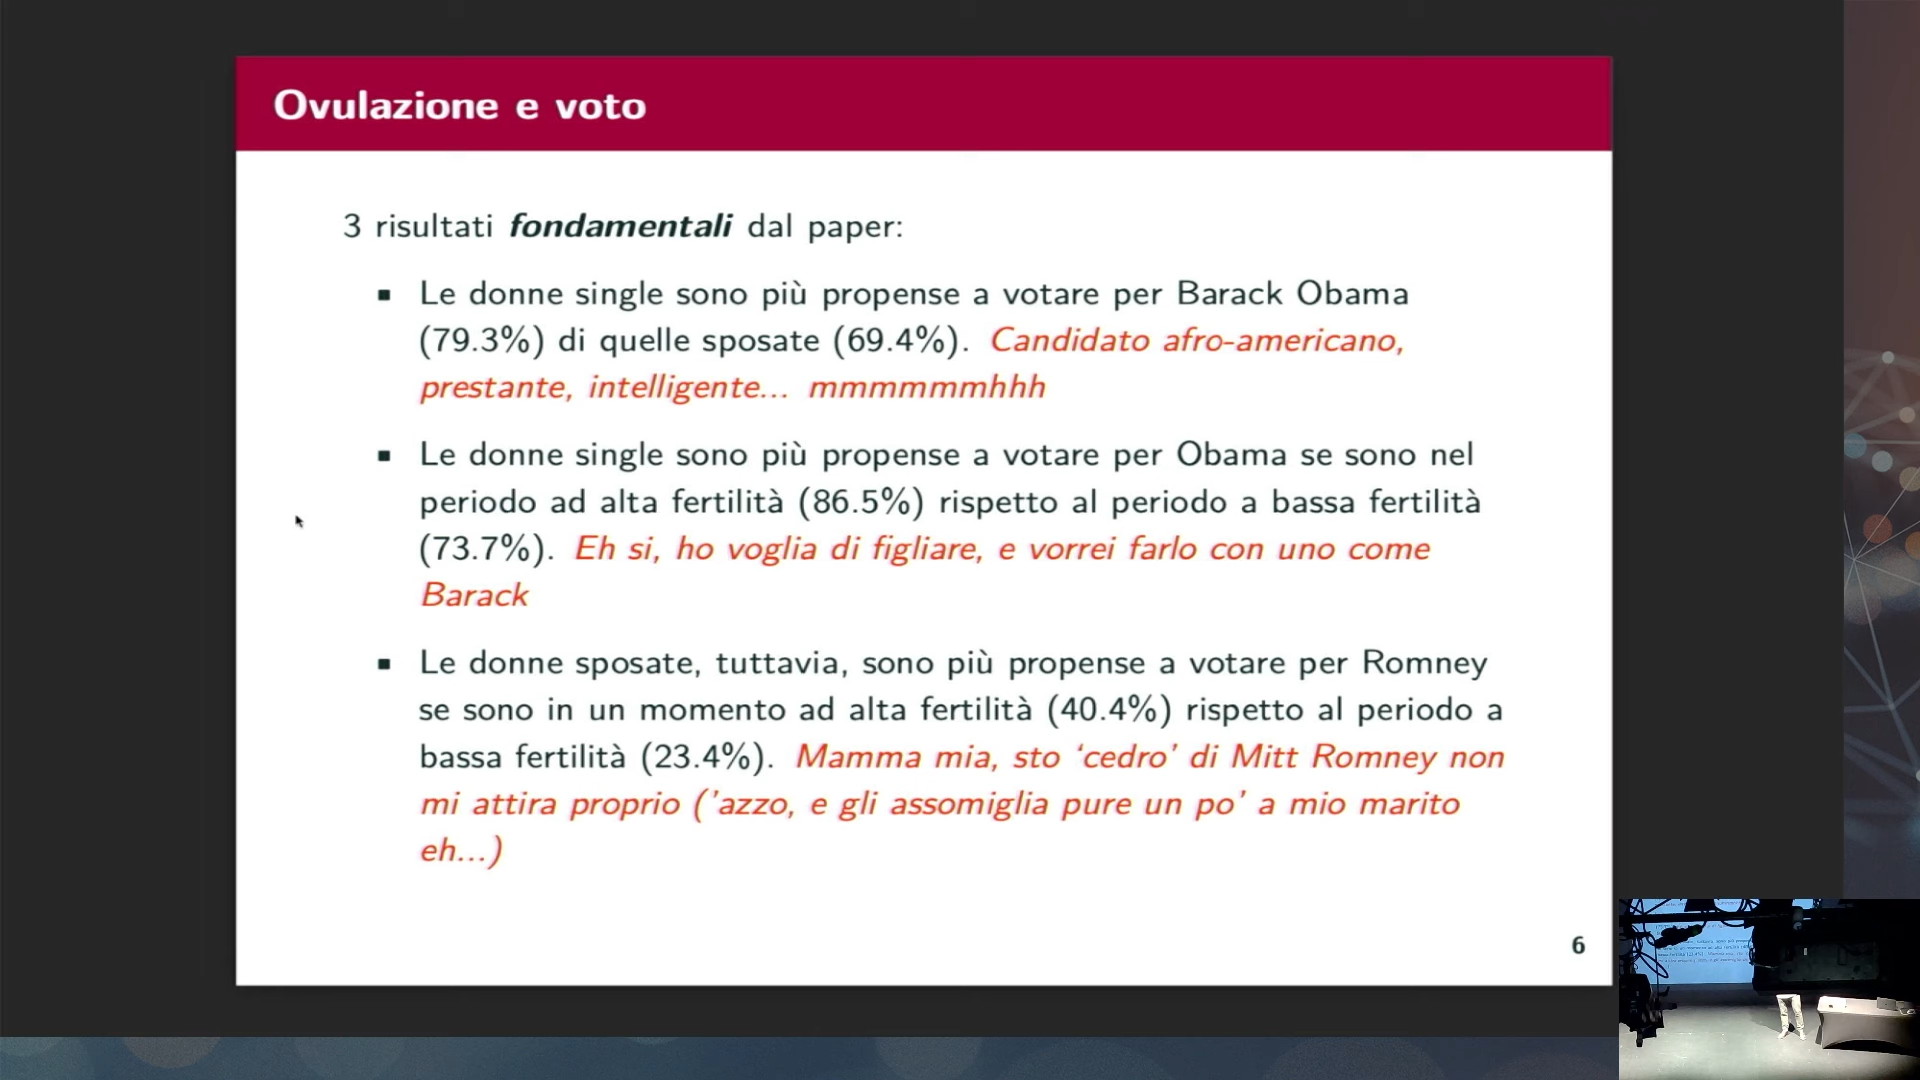 Ovulazione e voto
3 risultati fondamentali dal paper:
▪ Le donne single sono più propense a votare per Barack Obama
(79.3%) di quelle sposate (69.4%). Candidato afro-americano,
prestante, intelligente... mmmmmmhhh
▪ Le donne single sono più propense a votare per Obama se sono nel
periodo ad alta fertilità (86.5%) rispetto al periodo a bassa fertilità
(73.7%). Eh si, ho voglia di figliare, e vorrei farlo con uno come
Barack
▪ Le donne sposate, tuttavia, sono più propense a votare per Romney
se sono in un momento ad alta fertilità (40.4%) rispetto al periodo a
bassa fertilità (23.4%). Mamma mia, sto ‘cedro’ di Mitt Romney non
mi attira proprio (’azzo, e gli assomiglia pure un po’ a mio marito
eh...)
6